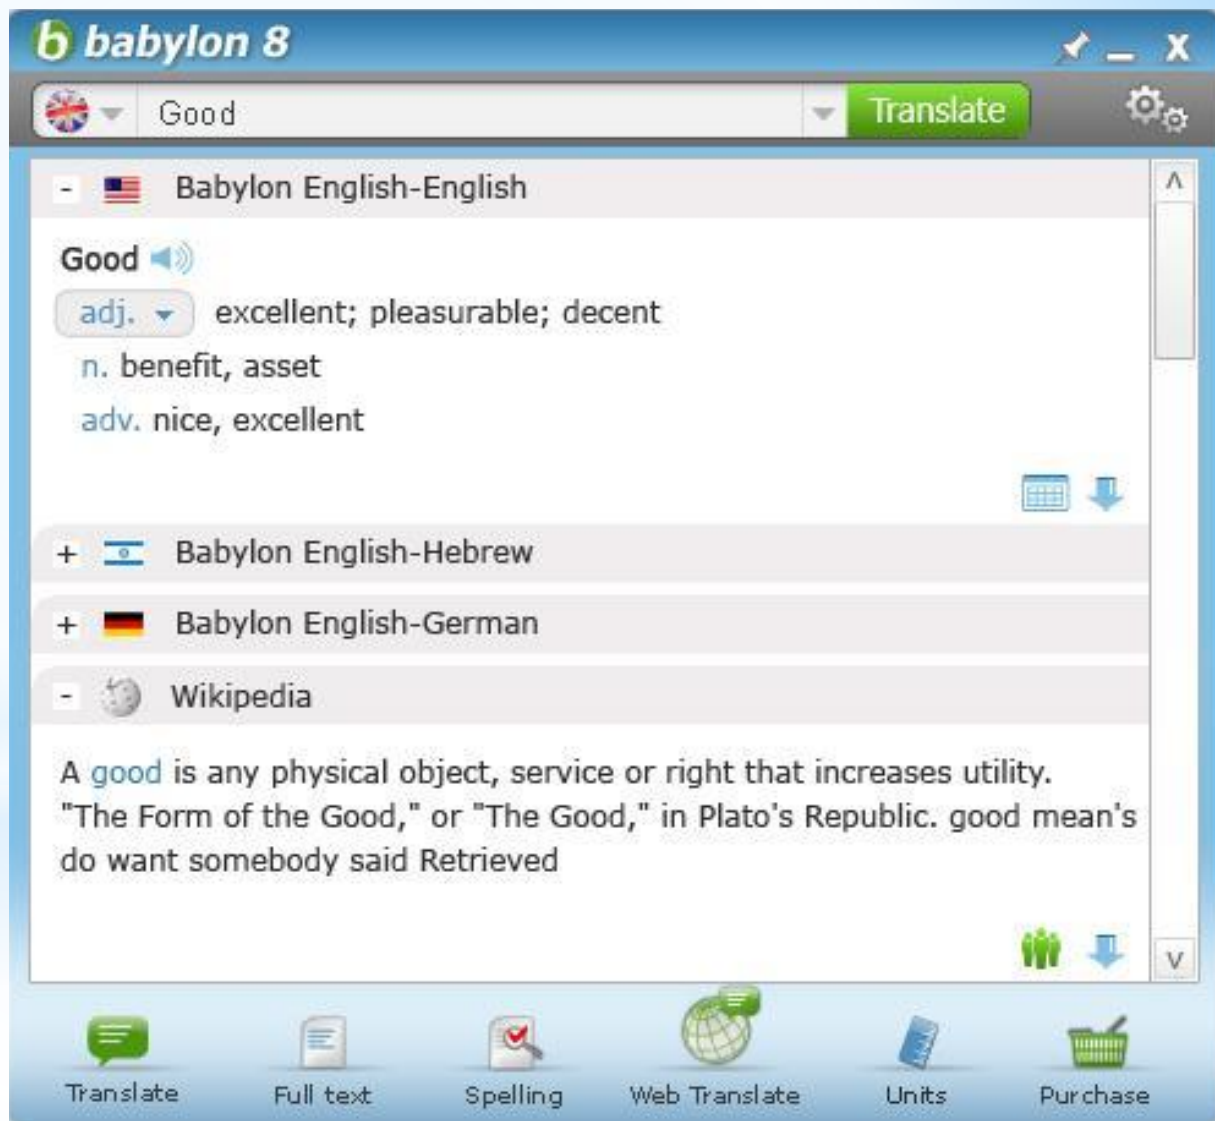 b babylon 8
Good
Translate
- Babylon English-English
Good
adj. excellent; pleasurable; decent
n. benefit, asset
adv. nice, excellent
+ Babylon English-Hebrew
+ Babylon English-German
- Wikipedia
A good is any physical object, service or right that increases utility.
"The Form of the Good," or "The Good," in Plato's Republic. good mean's
do want somebody said Retrieved
Translate
Full text
Spelling
Web Translate
Units
Purchase